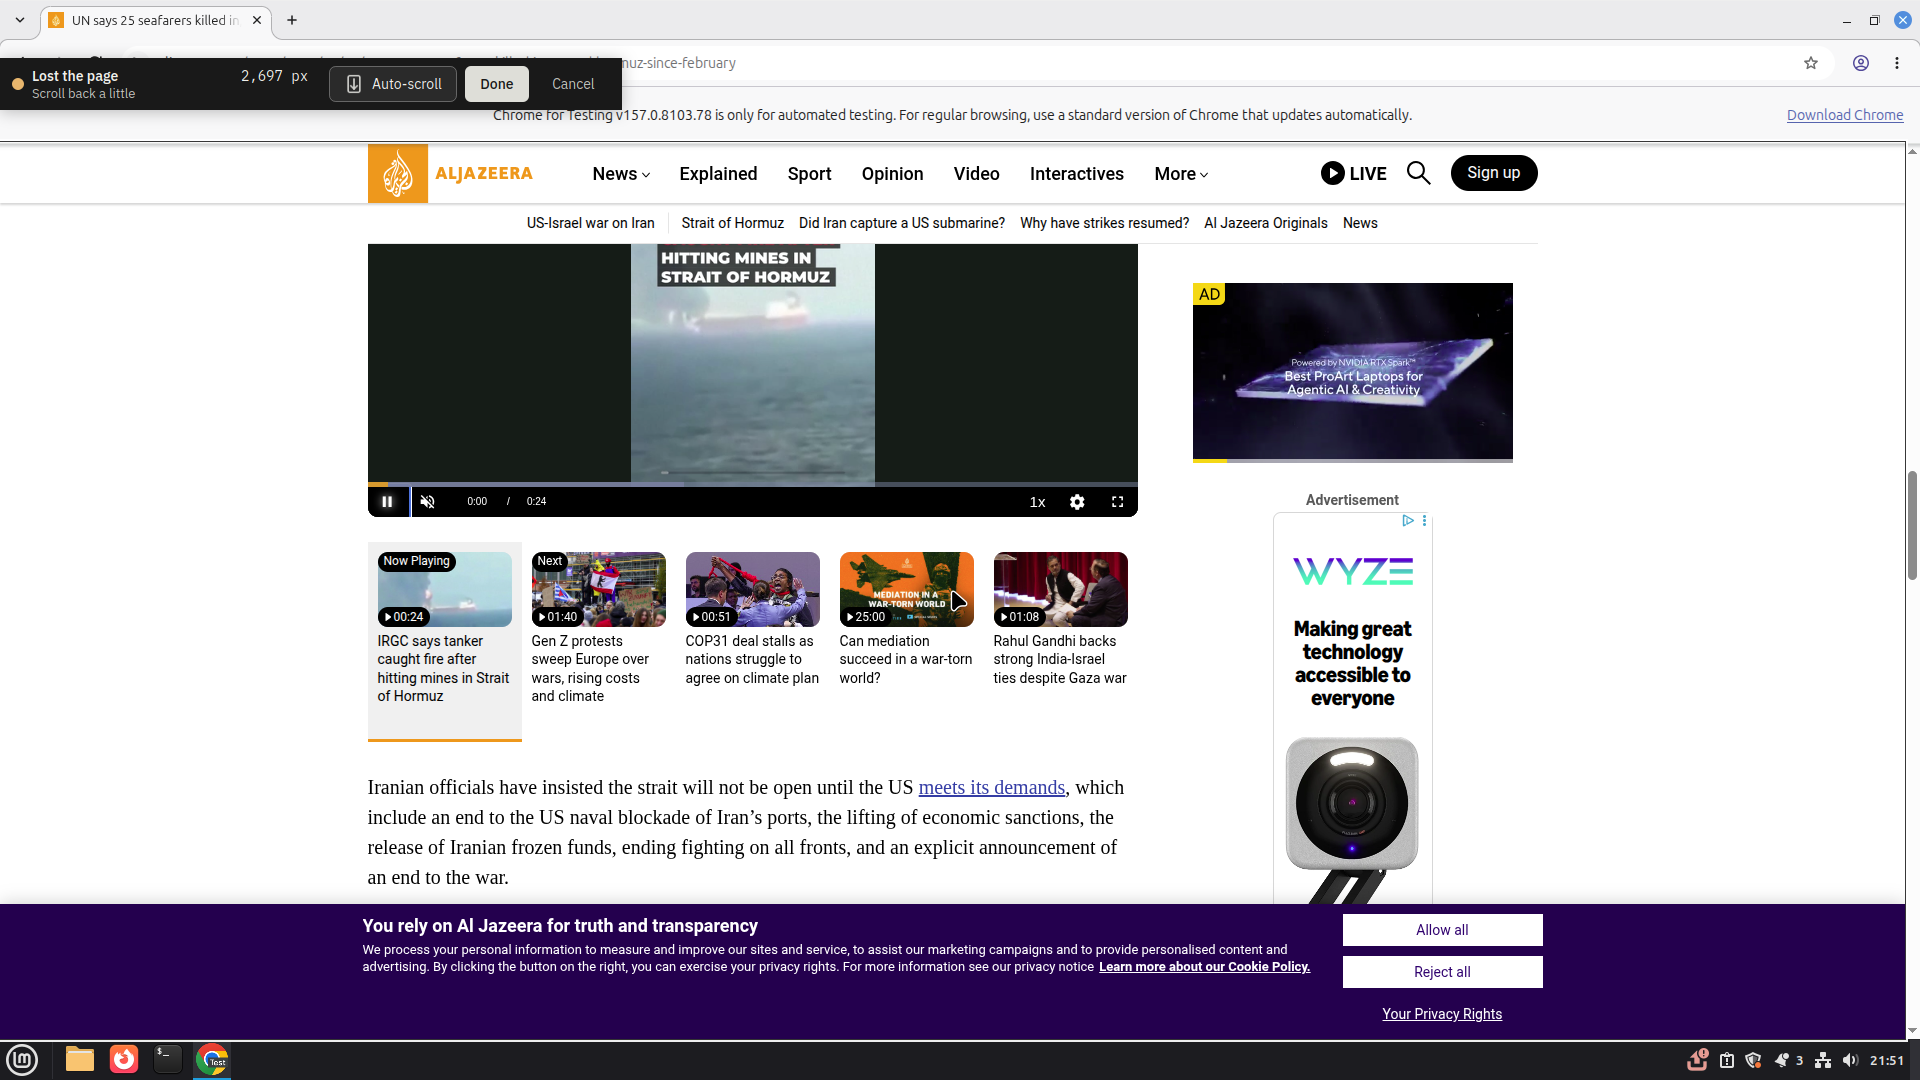 UN says 25 seafarers killed in
nuz-since-february
Lost the page
Scroll back a little
2,697 px
Auto-scroll
Done
Cancel
Chrome for Testing v157.0.8103.78 is only for automated testing. For regular browsing, use a standard version of Chrome that updates automatically.
Download Chrome
ALJAZEERA
News
Explained
Sport
Opinion
Video
Interactives
More
LIVE
Sign up
US-Israel war on Iran
Strait of Hormuz
Did Iran capture a US submarine?
Why have strikes resumed?
Al Jazeera Originals
News
HITTING MINES IN
STRAIT OF HORMUZ
0:00 / 0:24
1x
AD
Powered by NVIDIA RTX Spark™
Best ProArt Laptops for
Agentic AI & Creativity
Advertisement
WYZE
Making great
technology
accessible to
everyone
Now Playing
00:24
IRGC says tanker
caught fire after
hitting mines in Strait
of Hormuz
Next
01:40
Gen Z protests
sweep Europe over
wars, rising costs
and climate
00:51
COP31 deal stalls as
nations struggle to
agree on climate plan
MEDIATION IN A
WAR-TORN WORLD
25:00
Can mediation
succeed in a war-torn
world?
01:08
Rahul Gandhi backs
strong India-Israel
ties despite Gaza war
Iranian officials have insisted the strait will not be open until the US meets its demands, which
include an end to the US naval blockade of Iran’s ports, the lifting of economic sanctions, the
release of Iranian frozen funds, ending fighting on all fronts, and an explicit announcement of
an end to the war.
You rely on Al Jazeera for truth and transparency
We process your personal information to measure and improve our sites and service, to assist our marketing campaigns and to provide personalised content and
advertising. By clicking the button on the right, you can exercise your privacy rights. For more information see our privacy notice Learn more about our Cookie Policy.
Allow all
Reject all
Your Privacy Rights
Test
3
21:51